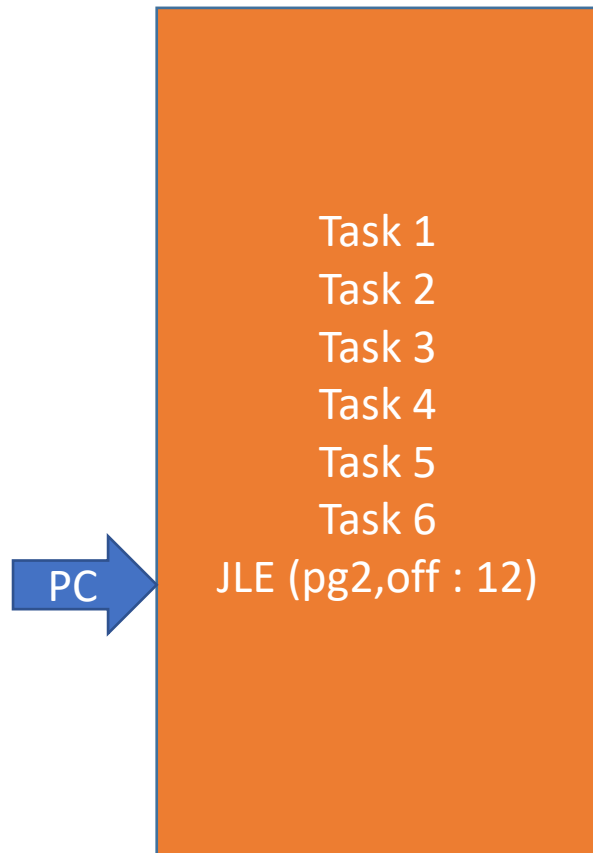 Task 1
Task 2
Task 3
Task 4
Task 5
Task 6
PC
JLE (pg2,off : 12)